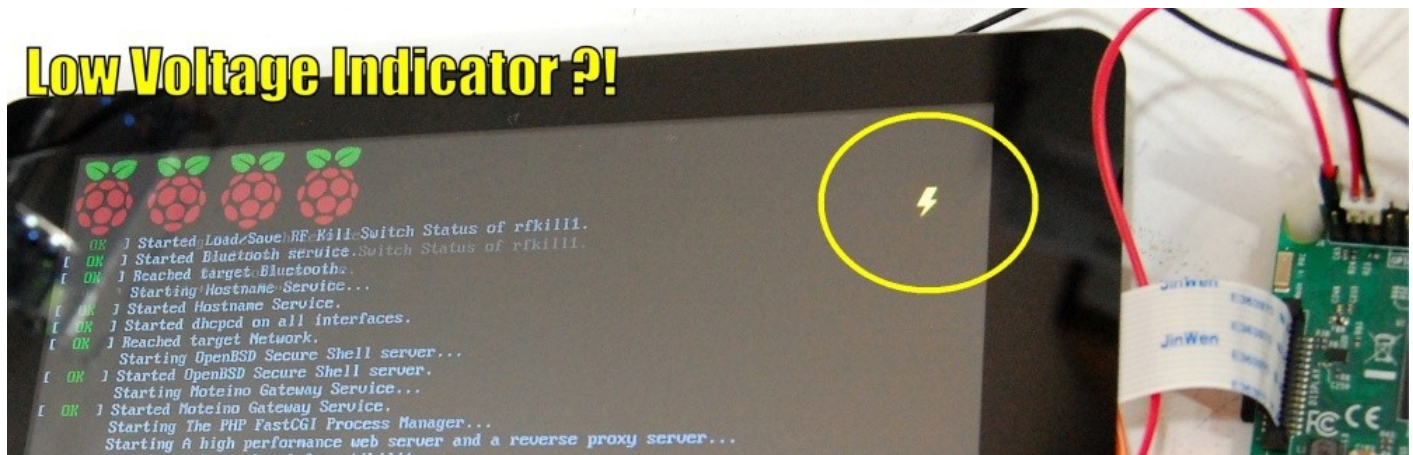 Low Voltage Indicator ?!
OK ] Started Load/Save RF Kill Switch Status of rfkill1.
[ OK ] Started Bluetooth service.
[ OK ] Reached target Bluetooth.
Starting Hostname Service...
[ OK ] Started Hostname Service.
[ OK ] Started dhcpcd on all interfaces.
[ OK ] Reached target Network.
Starting OpenBSD Secure Shell server...
[ OK ] Started OpenBSD Secure Shell server.
Starting Moteino Gateway Service...
[ OK ] Started Moteino Gateway Service.
Starting The PHP FastCGI Process Manager...
Starting A high performance web server and a reverse proxy server...
JinWen
JinWen
DISPLAY
FC CE